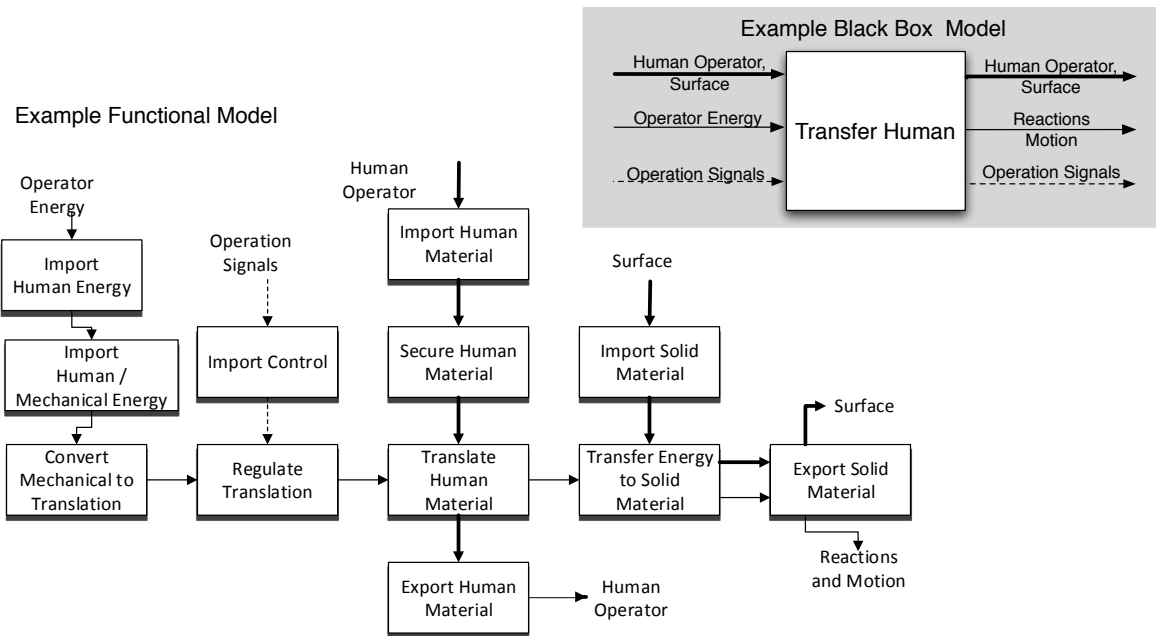 Example Black Box Model
Human Operator,
Surface
Operator Energy
Operation Signals
Transfer Human
Human Operator,
Surface
Reactions
Motion
Operation Signals
Example Functional Model
Operator
Energy
Import
Human Energy
Import
Human /
Mechanical Energy
Convert
Mechanical to
Translation
Operation
Signals
Import Control
Regulate
Translation
Human
Operator
Import Human
Material
Secure Human
Material
Translate
Human
Material
Export Human
Material
Human
Operator
Surface
Import Solid
Material
Transfer Energy
to Solid
Material
Surface
Export Solid
Material
Reactions
and Motion